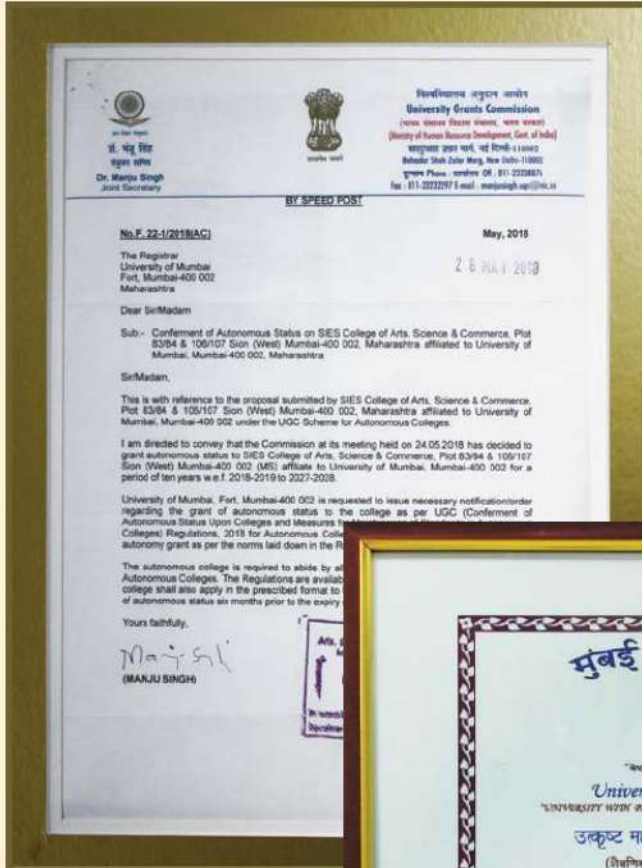 विश्वविद्यालय अनुदान आयोग
University Grants Commission
(मानव संसाधन विकास मंत्रालय, भारत सरकार)
(Ministry of Human Resource Development, Govt. of India)
बहादुरशाह ज़फ़र मार्ग, नई दिल्ली-110002
Bahadur Shah Zafar Marg, New Delhi-110002
Phone
Fax : 011-23232297 E-mail
Dr. Manju Singh
Joint Secretary
BY SPEED POST
No.F. 22-1/2018(AC) May, 2018
The Registrar
University of Mumbai
Fort, Mumbai-400 002
Maharashtra
Dear Sir/Madam
Sub:- Conferment of Autonomous Status on SIES College of Arts, Science & Commerce, Plot
83/84 & 106/107 Sion (West) Mumbai-400 002, Maharashtra affiliated to University of
Mumbai, Mumbai-400 002, Maharashtra
Sir/Madam,
This is with reference to the proposal submitted by SIES College of Arts, Science & Commerce,
Plot 83/84 & 105/107 Sion (West) Mumbai-400 002, Maharashtra affiliated to University of
Mumbai, Mumbai-400 002 under the UGC Scheme for Autonomous Colleges.
I am directed to convey that the Commission at its meeting held on 24.05.2018 has decided to
grant autonomous status to SIES College of Arts, Science & Commerce, Plot 83/84 & 106/107
Sion (West) Mumbai-400 002 (MS) affiliate to University of Mumbai, Mumbai-400 002 for a
period of ten years w.e.f. 2018-2019 to 2027-2028.
University of Mumbai, Fort, Mumbai-400 002 is requested to issue necessary notification/order
regarding the grant of autonomous status to the college as per UGC (Conferment of
Autonomous Status Upon Colleges and Measures
Colleges) Regulations, 2018 for Autonomous
autonomy grant as per the norms laid down in the
The autonomous college is required to abide by
Autonomous Colleges. The Regulations are
college shall also apply in the prescribed format to
of autonomous status six months prior to the expiry
Yours faithfully,
(MANJU SINGH)
मुंबई
उत्कृष्ट